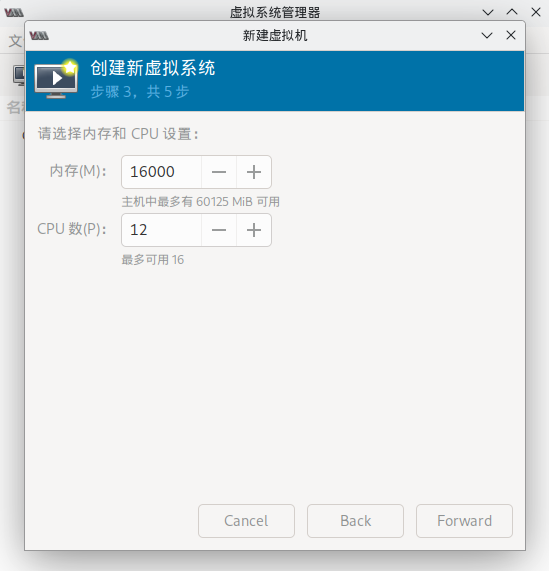 虚拟系统管理器
新建虚拟机
文
创建新虚拟系统
步骤 3，共 5 步
请选择内存和 CPU 设置：
内存(M)： 16000
主机中最多有 60125 MiB 可用
CPU 数(P)： 12
最多可用 16
Cancel Back Forward